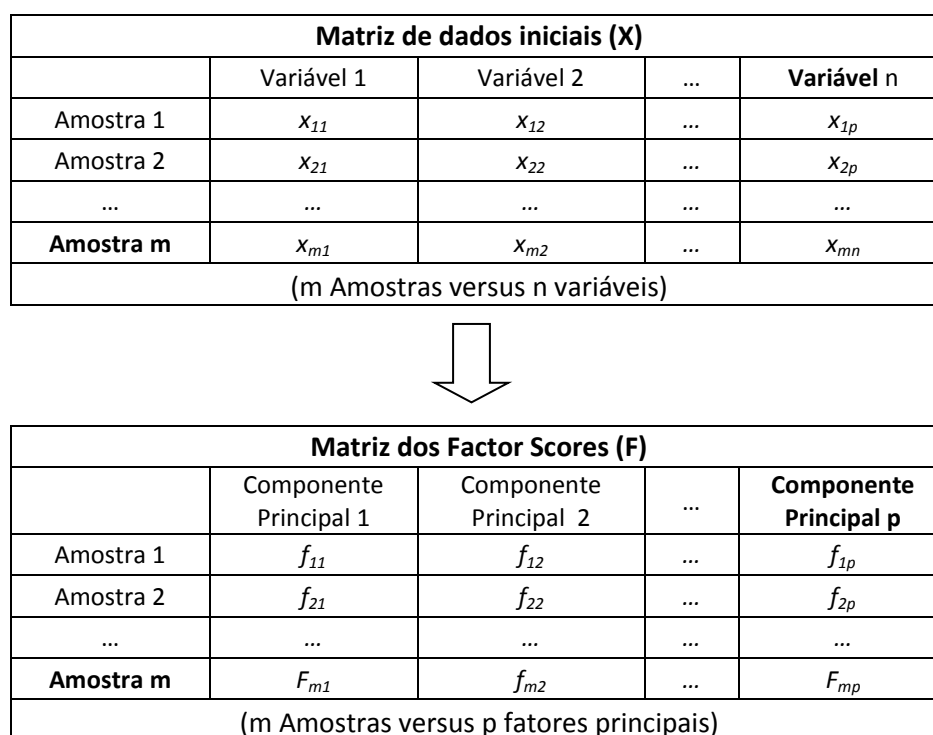 Matriz de dados iniciais (X)
Variável 1 Variável 2 ... Variável n
Amostra 1 x11 x12 ... x1p
Amostra 2 x21 x22 ... x2p
... ... ... ... ...
Amostra m xm1 xm2 ... xmn
(m Amostras versus n variáveis)
Matriz dos Factor Scores (F)
Componente Principal 1 Componente Principal 2 ... Componente Principal p
Amostra 1 f11 f12 ... f1p
Amostra 2 f21 f22 ... f2p
... ... ... ... ...
Amostra m Fm1 fm2 ... Fmp
(m Amostras versus p fatores principais)